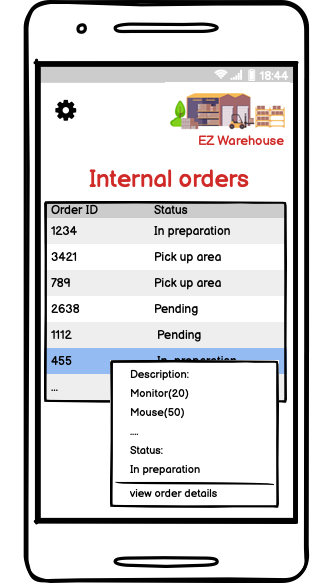 18:44
EZ Warehouse
Internal orders
Order ID Status
1234 In preparation
3421 Pick up area
789 Pick up area
2638 Pending
1112 Pending
455 In preparation
...
Description:
Monitor(20)
Mouse(50)
....
Status:
In preparation
view order details